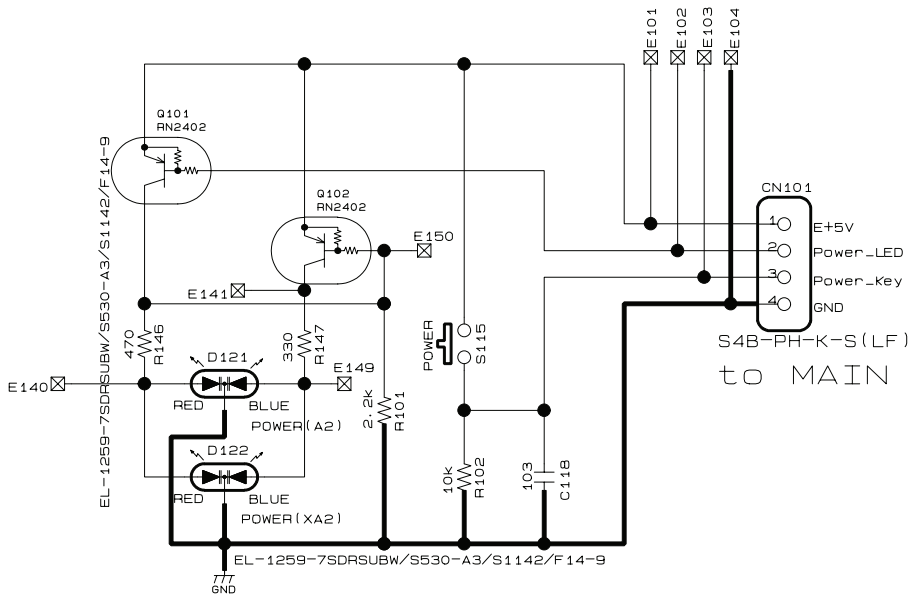 E101
E102
E103
E104
Q101
RN2402
EL-1259-7SDRSUBW/S530-A3/S1142/F14-9
Q102
RN2402
CN101
1
E+5V
E150
2
Power_LED
3
Power_Key
E141
4
GND
470
R146
330
R147
POWER
S115
S4B-PH-K-S(LF)
to MAIN
D121
E140
E149
RED
BLUE
POWER(A2)
2.2k
R101
D122
RED
BLUE
POWER(XA2)
10k
R102
103
C118
EL-1259-7SDRSUBW/S530-A3/S1142/F14-9
GND